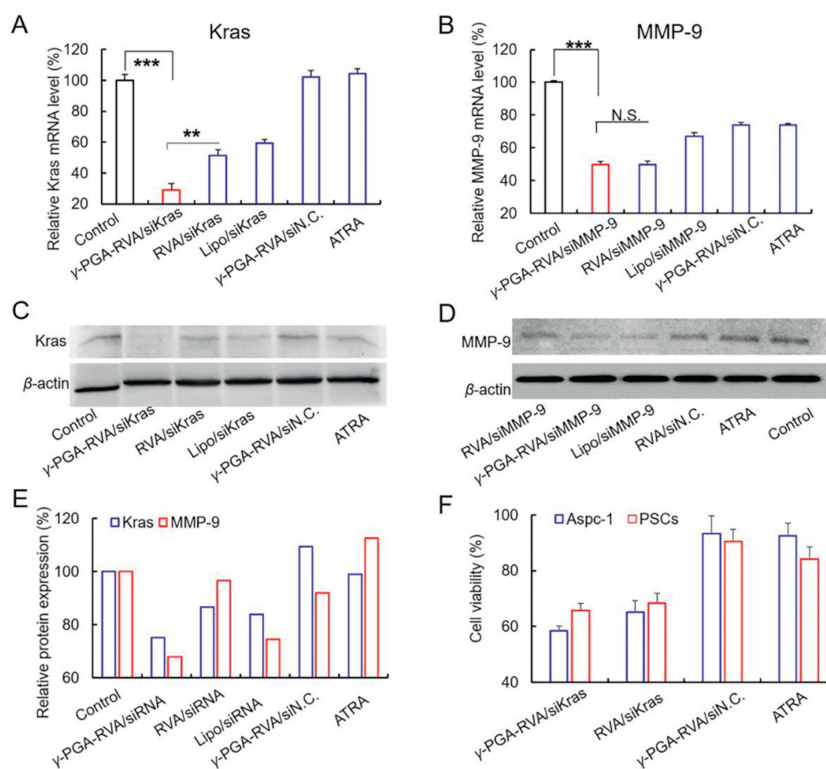 A
Kras
Relative Kras mRNA level (%)
120
100
80
60
40
20
***
**
Control
γ-PGA-RVA/siKras
RVA/siKras
Lipo/siKras
γ-PGA-RVA/siN.C.
ATRA
B
MMP-9
Relative MMP-9 mRNA level (%)
120
100
80
60
40
20
***
N.S.
Control
γ-PGA-RVA/siMMP-9
RVA/siMMP-9
Lipo/siMMP-9
γ-PGA-RVA/siN.C.
ATRA
C
Kras
β-actin
Control
γ-PGA-RVA/siKras
RVA/siKras
Lipo/siKras
γ-PGA-RVA/siN.C.
ATRA
D
MMP-9
β-actin
RVA/siMMP-9
γ-PGA-RVA/siMMP-9
Lipo/siMMP-9
RVA/siN.C.
ATRA
Control
E
Relative protein expression (%)
120
100
80
60
Kras MMP-9
Control
γ-PGA-RVA/siRNA
RVA/siRNA
Lipo/siRNA
γ-PGA-RVA/siN.C.
ATRA
F
Cell viability (%)
100
80
60
40
Aspc-1 PSCs
γ-PGA-RVA/siKras
RVA/siKras
γ-PGA-RVA/siN.C.
ATRA